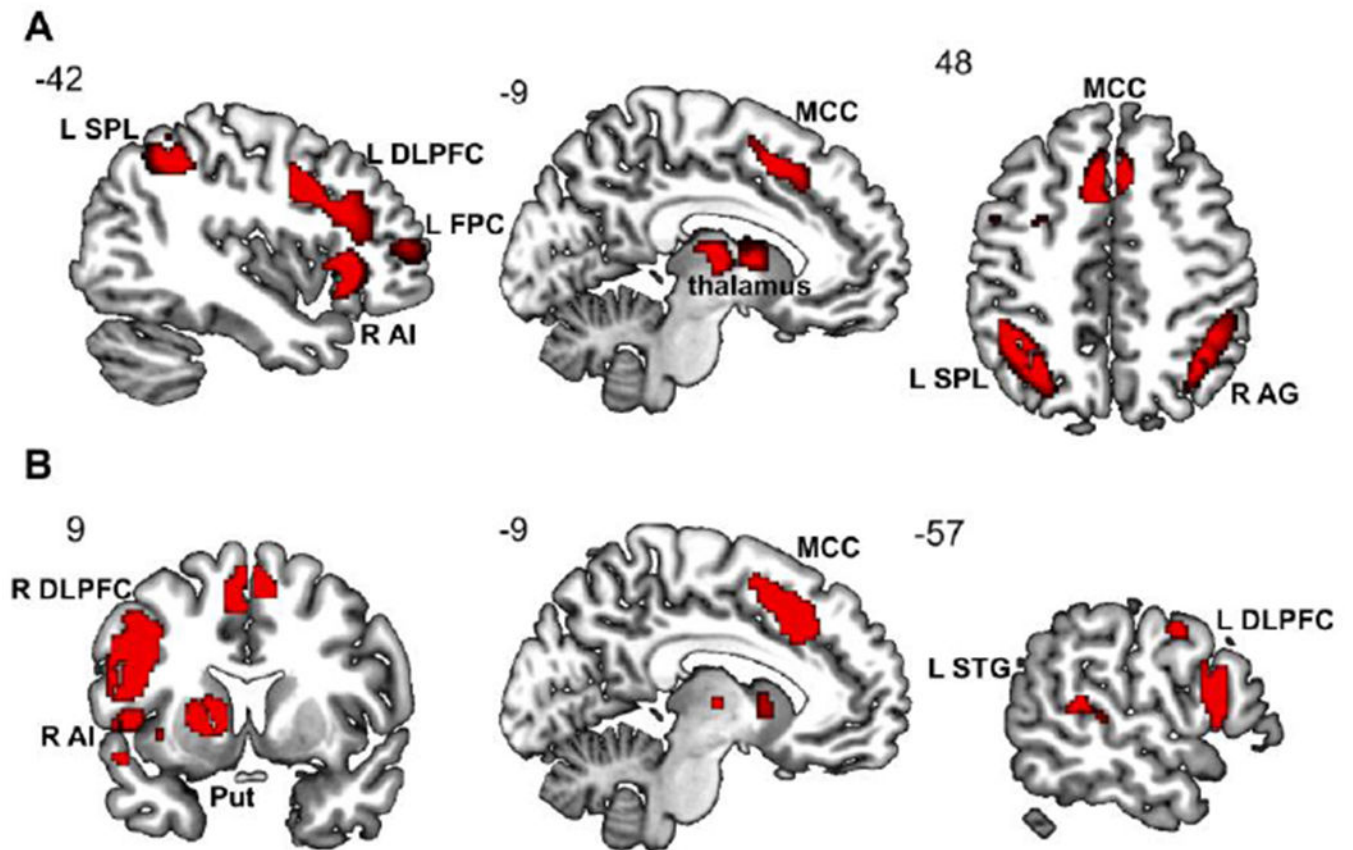 A
-42
L SPL
L DLPFC
L FPC
R AI
-9
MCC
thalamus
48
MCC
L SPL
R AG
B
9
R DLPFC
R AI
Put
-9
MCC
-57
L DLPFC
L STG